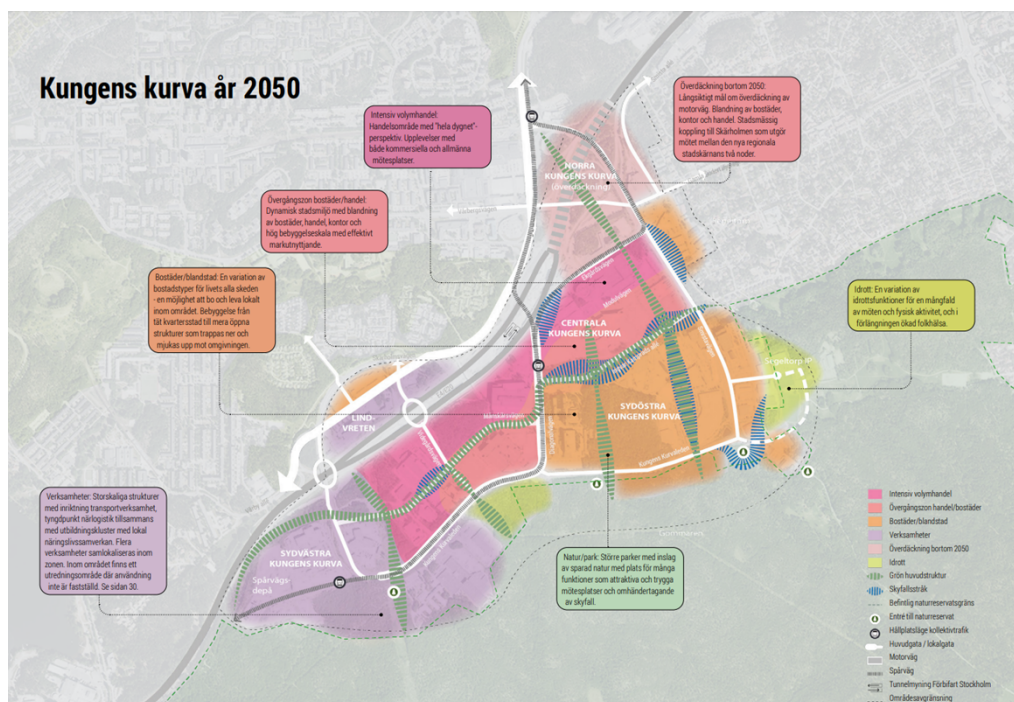 Kungens kurva år 2050
Intensiv volymhandel:
Handelsområde med "hela dygnet"-
perspektiv. Upplevelser med
både kommersiella och allmänna
mötesplatser.
Överdäckning bortom 2050:
Långsiktigt mål om överdäckning av
motorväg. Blandning av bostäder,
kontor och handel. Stadsmässig
koppling till Skärholmen som utgör
mötet mellan den nya regionala
stadskärnans två noder.
Övergångszon bostäder/handel:
Dynamisk stadsmiljö med blandning
av bostäder, handel, kontor och
hög bebyggelseskala med effektivt
markutnyttjande.
Bostäder/blandstad: En variation av
bostadstyper för livets alla skeden
- en möjlighet att bo och leva lokalt
inom området. Bebyggelse från
tät kvartersstad till mera öppna
strukturer som trappas ner och
mjukas upp mot omgivningen.
Idrott: En variation av
idrottsfunktioner för en mångfald
av möten och fysisk aktivitet, och i
förlängningen ökad folkhälsa.
NORRA
KUNGENS KURVA
(överdäckning)
CENTRALA
KUNGENS KURVA
SYDÖSTRA
KUNGENS KURVA
LIND-
VRETEN
SYDVÄSTRA
KUNGENS KURVA
Spårvägs-
depå
Kungens Kurvaleden
Verksamheter: Storskaliga strukturer
med inriktning transportverksamhet,
tyngdpunkt närlogistik tillsammans
med utbildningskluster med lokal
näringslivssamverkan. Flera
verksamheter samlokaliseras inom
zonen. Inom området finns ett
utredningsområde där användning
inte är fastställd. Se sidan 30.
Natur/park: Större parker med inslag
av sparad natur med plats för många
funktioner som attraktiva och trygga
mötesplatser och omhändertagande
av skyfall.
Intensiv volymhandel
Övergångszon handel/bostäder
Bostäder/blandstad
Verksamheter
Överdäckning bortom 2050
Idrott
Grön huvudstruktur
Skyfallsstråk
Befintlig naturreservatsgräns
Entré till naturreservat
Hållplatsläge kollektivtrafik
Huvudgata / lokalgata
Motorväg
Spårväg
Tunnelmyning Förbifart Stockholm
Områdesavgränsning